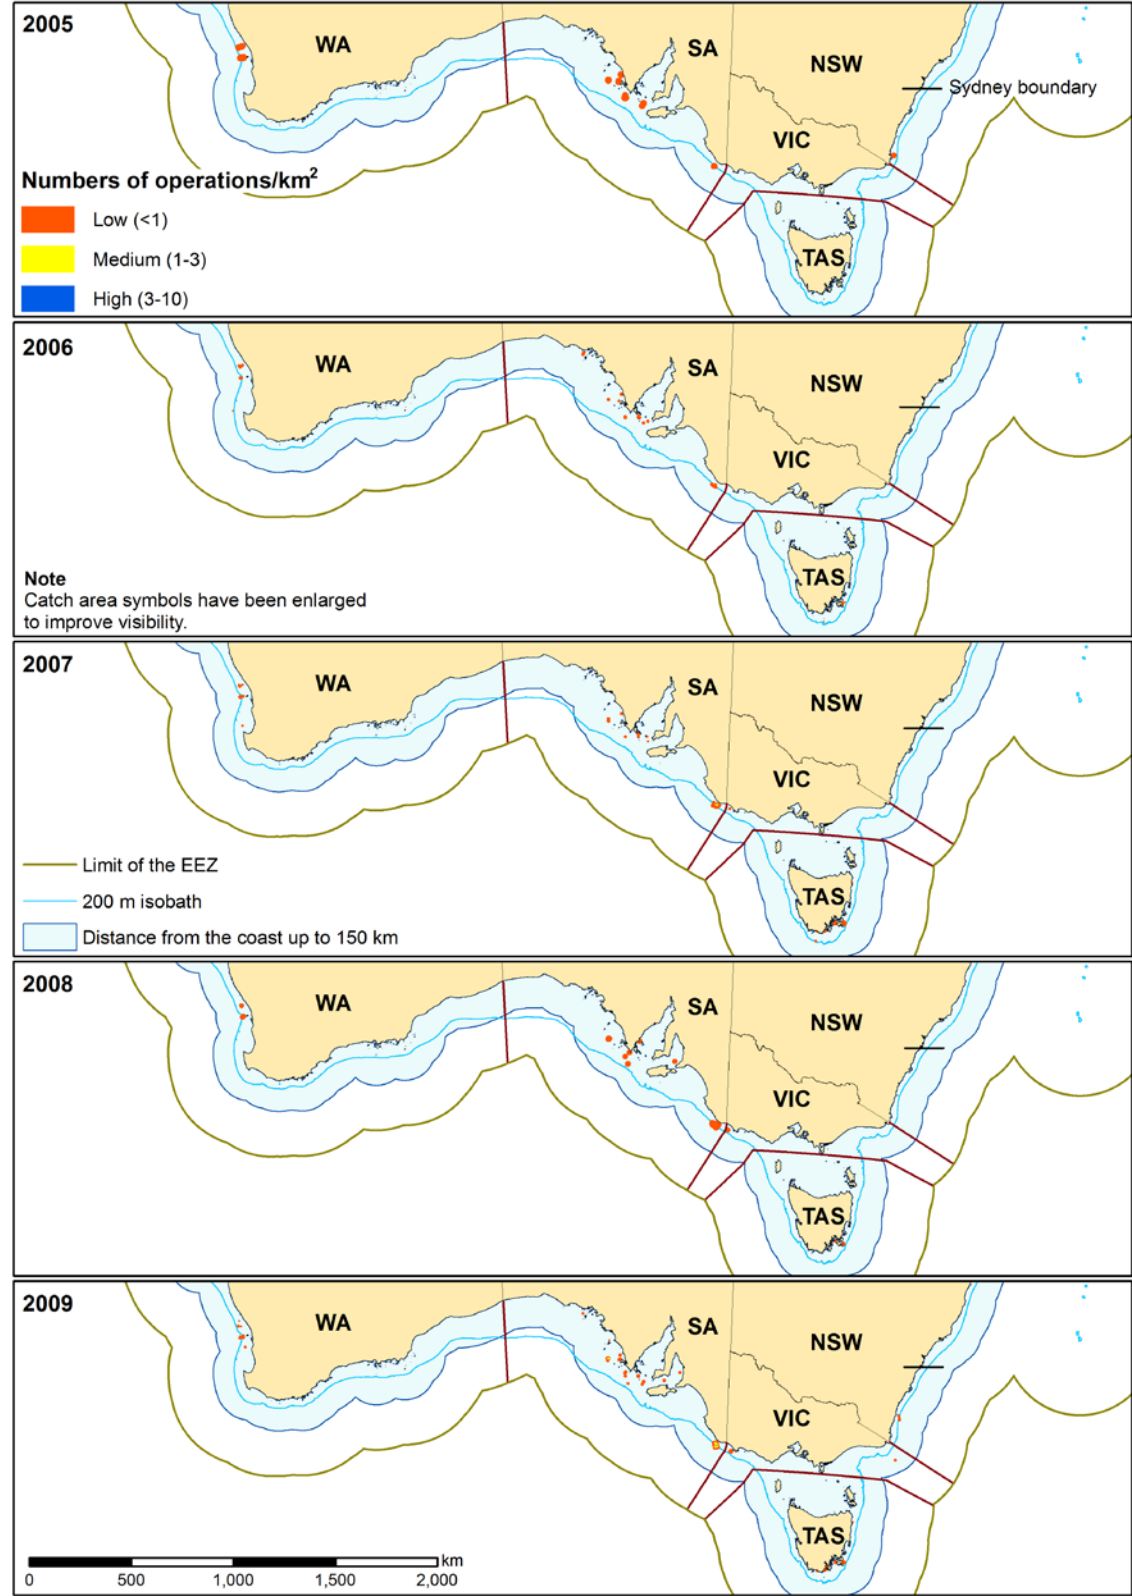 2005
WA
SA
NSW
Sydney boundary
VIC
TAS
Numbers of operations/km²
Low (<1)
Medium (1-3)
High (3-10)
2006
WA
SA
NSW
VIC
TAS
Note
Catch area symbols have been enlarged
to improve visibility.
2007
WA
SA
NSW
VIC
TAS
Limit of the EEZ
200 m isobath
Distance from the coast up to 150 km
2008
WA
SA
NSW
VIC
TAS
2009
WA
SA
NSW
VIC
TAS
km
0 500 1,000 1,500 2,000